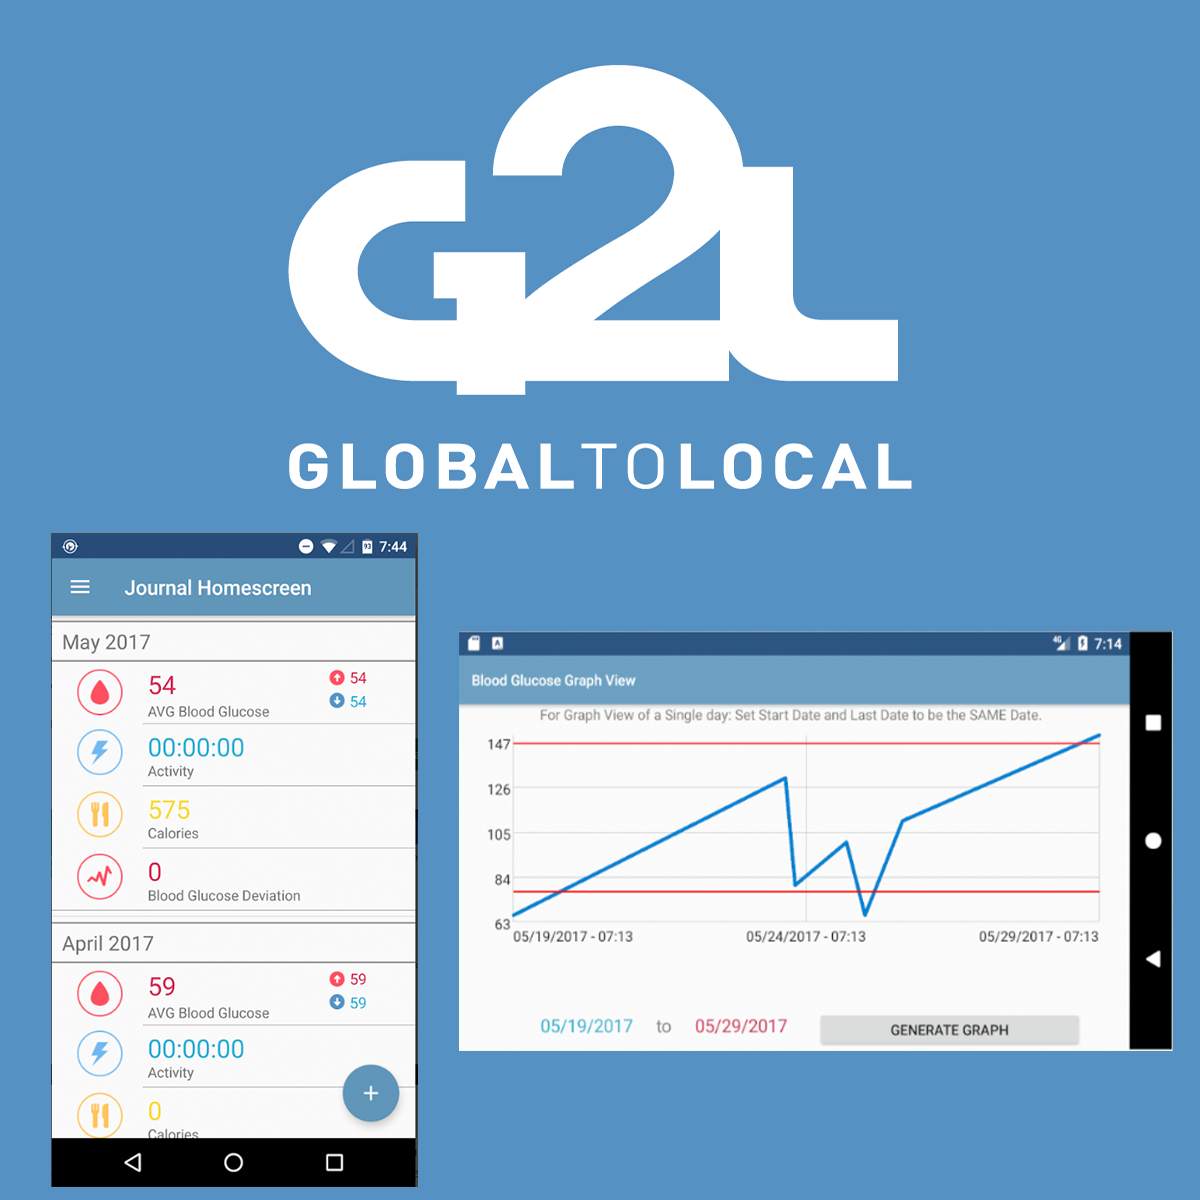 G2L
GLOBALTOLOCAL
93 7:44
Journal Homescreen
May 2017
54
AVG Blood Glucose
54
54
00:00:00
Activity
575
Calories
0
Blood Glucose Deviation
April 2017
59
AVG Blood Glucose
59
59
00:00:00
Activity
0
Calories
+
A 4G 7:14
Blood Glucose Graph View
For Graph View of a Single day: Set Start Date and Last Date to be the SAME Date.
147
126
105
84
63
05/19/2017 - 07:13 05/24/2017 - 07:13 05/29/2017 - 07:13
05/19/2017 to 05/29/2017 GENERATE GRAPH